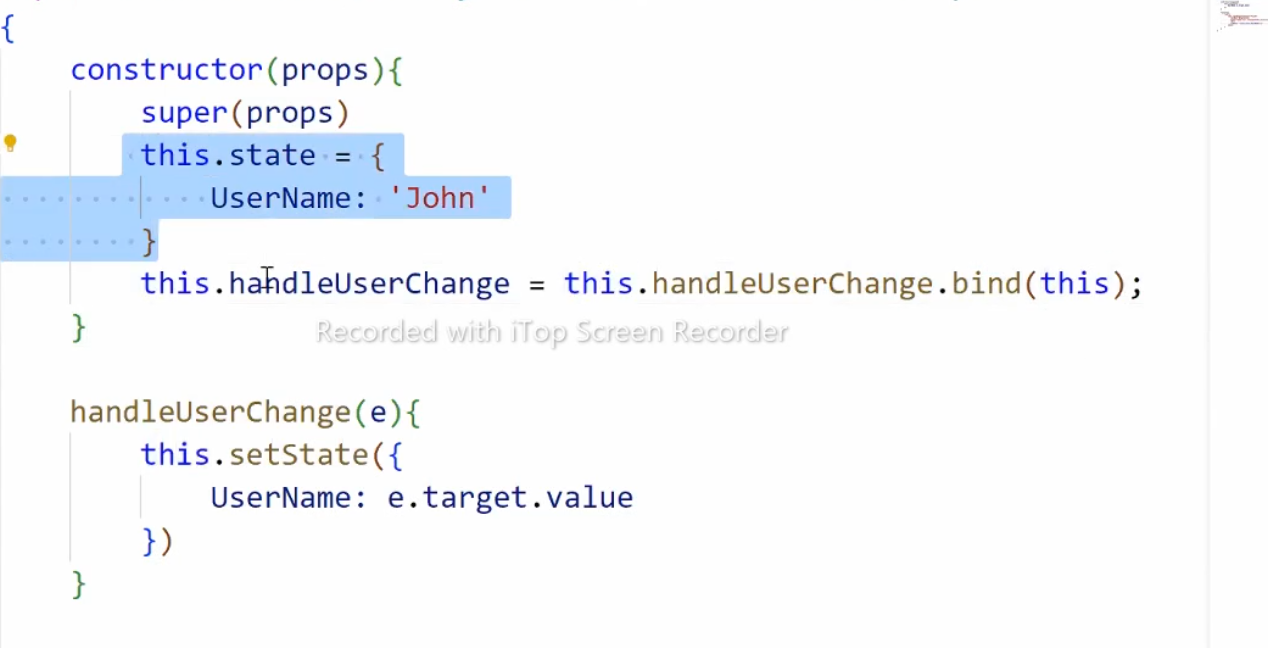 {
constructor(props){
super(props)
this.state = {
UserName: 'John'
}
this.handleUserChange = this.handleUserChange.bind(this);
}
Recorded with iTop Screen Recorder
handleUserChange(e){
this.setState({
UserName: e.target.value
})
}